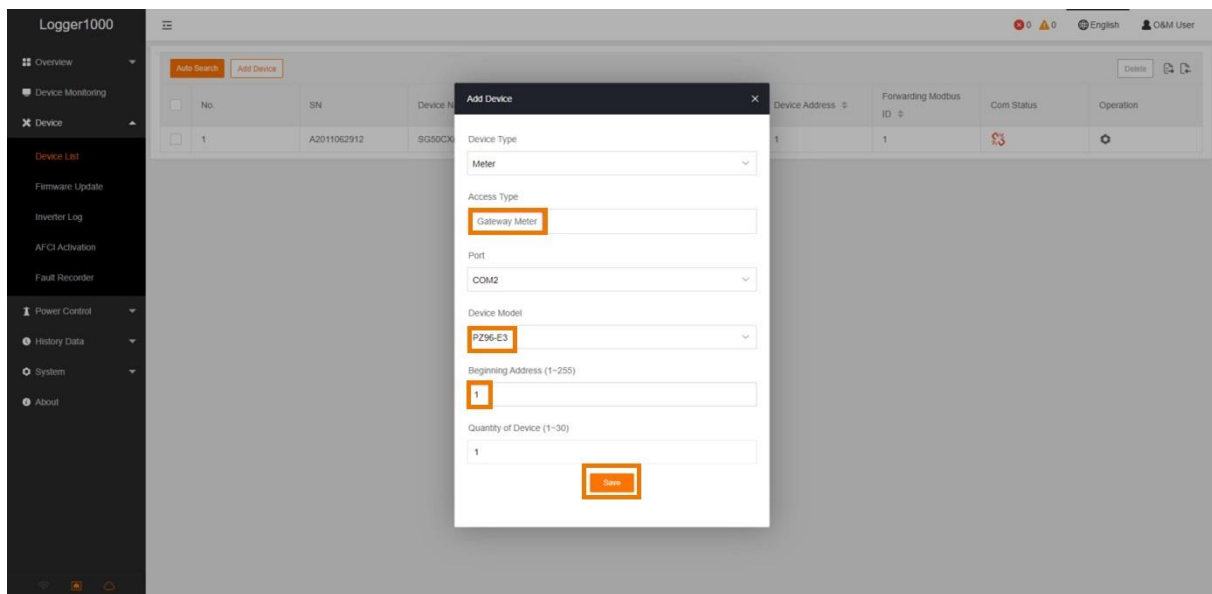 Logger1000
0 0 English O&M User
Overview
Device Monitoring
Device
Device List
Firmware Update
Inverter Log
AFCI Activation
Fault Recorder
Power Control
History Data
System
About
Auto Search Add Device Delete
No. SN Device N Device Address Forwarding Modbus ID Com Status Operation
1 A2011062912 SG50CX 1 1
Add Device
Device Type
Meter
Access Type
Gateway Meter
Port
COM2
Device Model
PZ96-E3
Beginning Address (1~255)
1
Quantity of Device (1~30)
1
Save